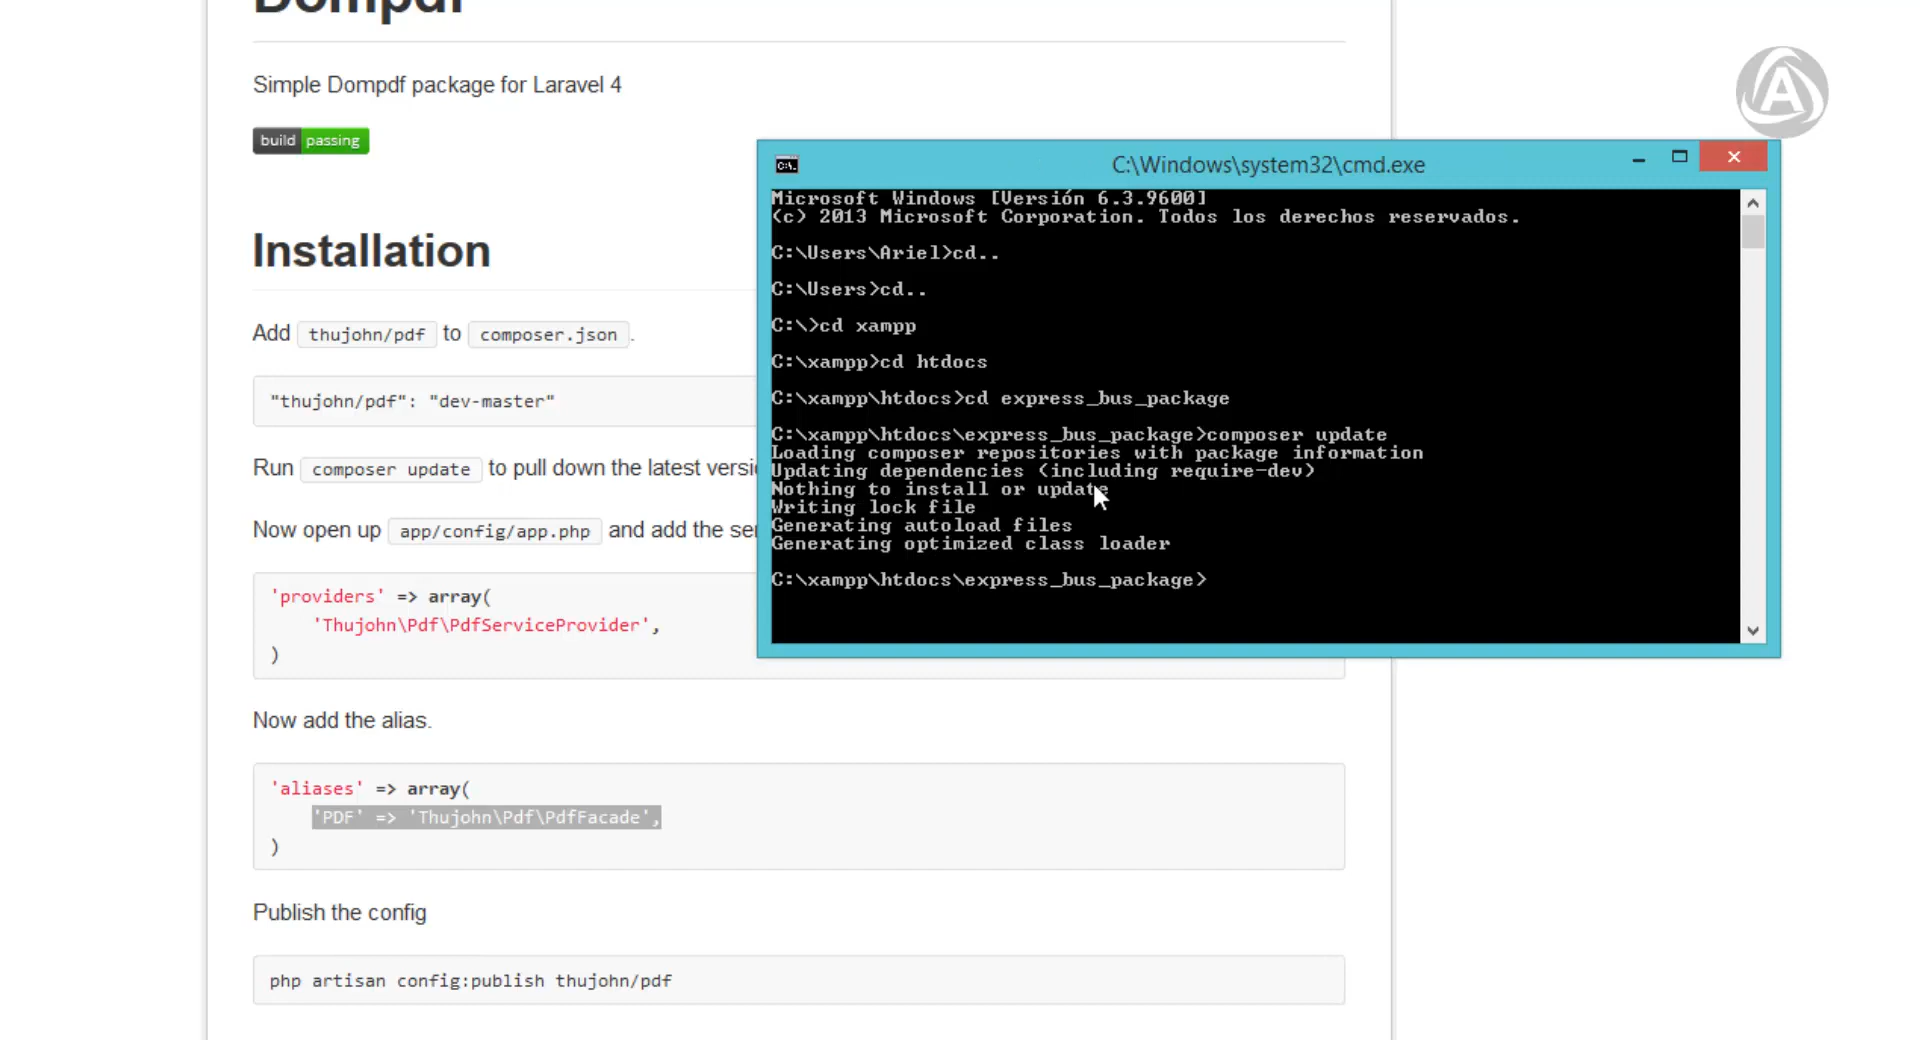 Dompdf
Simple Dompdf package for Laravel 4
build passing
Installation
Add thujohn/pdf to composer.json.
"thujohn/pdf": "dev-master"
Run composer update to pull down the latest
Now open up app/config/app.php and add the
'providers' => array(
'Thujohn\Pdf\PdfServiceProvider',
)
Now add the alias.
'aliases' => array(
'PDF' => 'Thujohn\Pdf\PdfFacade',
)
Publish the config
php artisan config:publish thujohn/pdf
A
C:\Windows\system32\cmd.exe
Microsoft Windows [Versión 6.3.9600]
(c) 2013 Microsoft Corporation. Todos los derechos reservados.
C:\Users\Ariel>cd..
C:\Users>cd..
C:\>cd xampp
C:\xampp>cd htdocs
C:\xampp\htdocs>cd express_bus_package
C:\xampp\htdocs\express_bus_package>composer update
Loading composer repositories with package information
Updating dependencies (including require-dev)
Nothing to install or update
Writing lock file
Generating autoload files
Generating optimized class loader
C:\xampp\htdocs\express_bus_package>